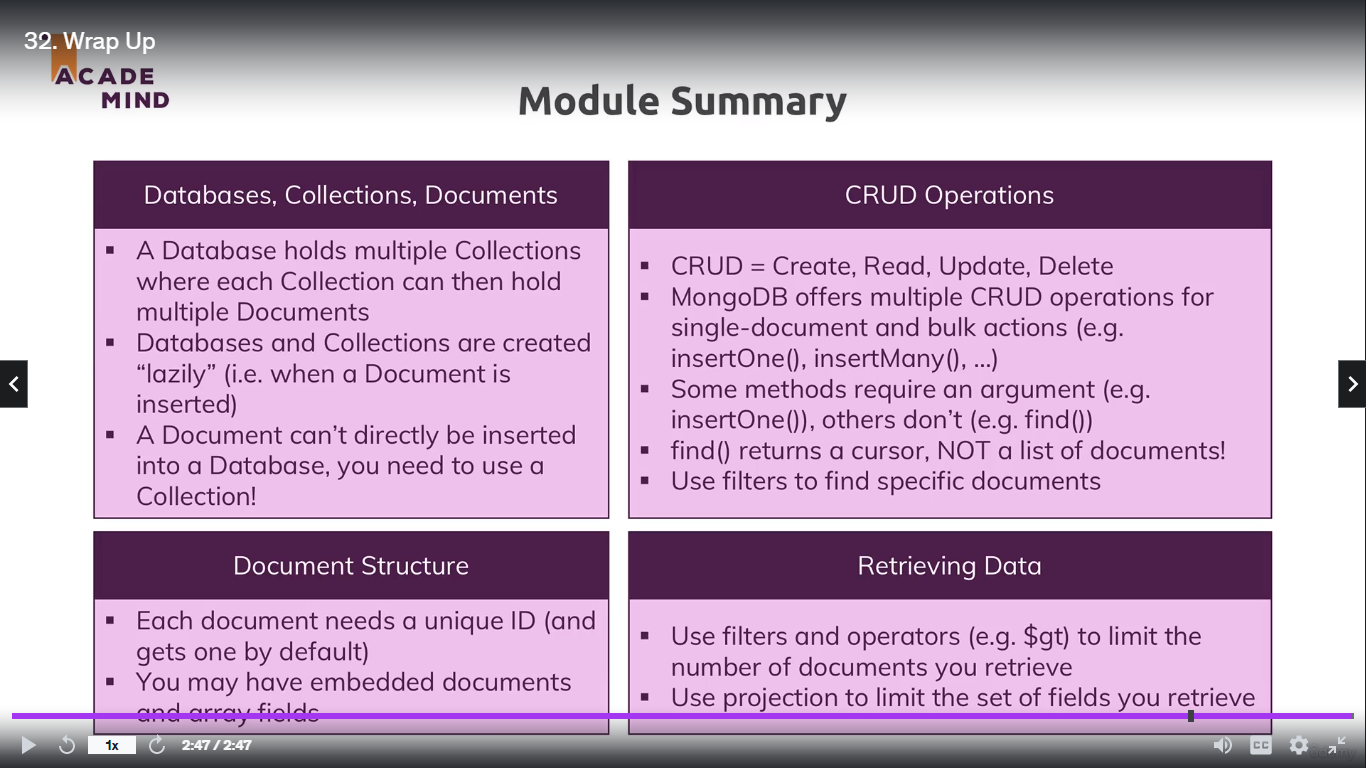 32. Wrap Up
ACADE
MIND
Module Summary
Databases, Collections, Documents
▪ A Database holds multiple Collections
where each Collection can then hold
multiple Documents
▪ Databases and Collections are created
“lazily” (i.e. when a Document is
inserted)
▪ A Document can’t directly be inserted
into a Database, you need to use a
Collection!
CRUD Operations
▪ CRUD = Create, Read, Update, Delete
▪ MongoDB offers multiple CRUD operations for
single-document and bulk actions (e.g.
insertOne(), insertMany(), …)
▪ Some methods require an argument (e.g.
insertOne()), others don’t (e.g. find())
▪ find() returns a cursor, NOT a list of documents!
▪ Use filters to find specific documents
Document Structure
▪ Each document needs a unique ID (and
gets one by default)
▪ You may have embedded documents
and array fields
Retrieving Data
▪ Use filters and operators (e.g. $gt) to limit the
number of documents you retrieve
▪ Use projection to limit the set of fields you retrieve
1x
2:47 / 2:47
CC